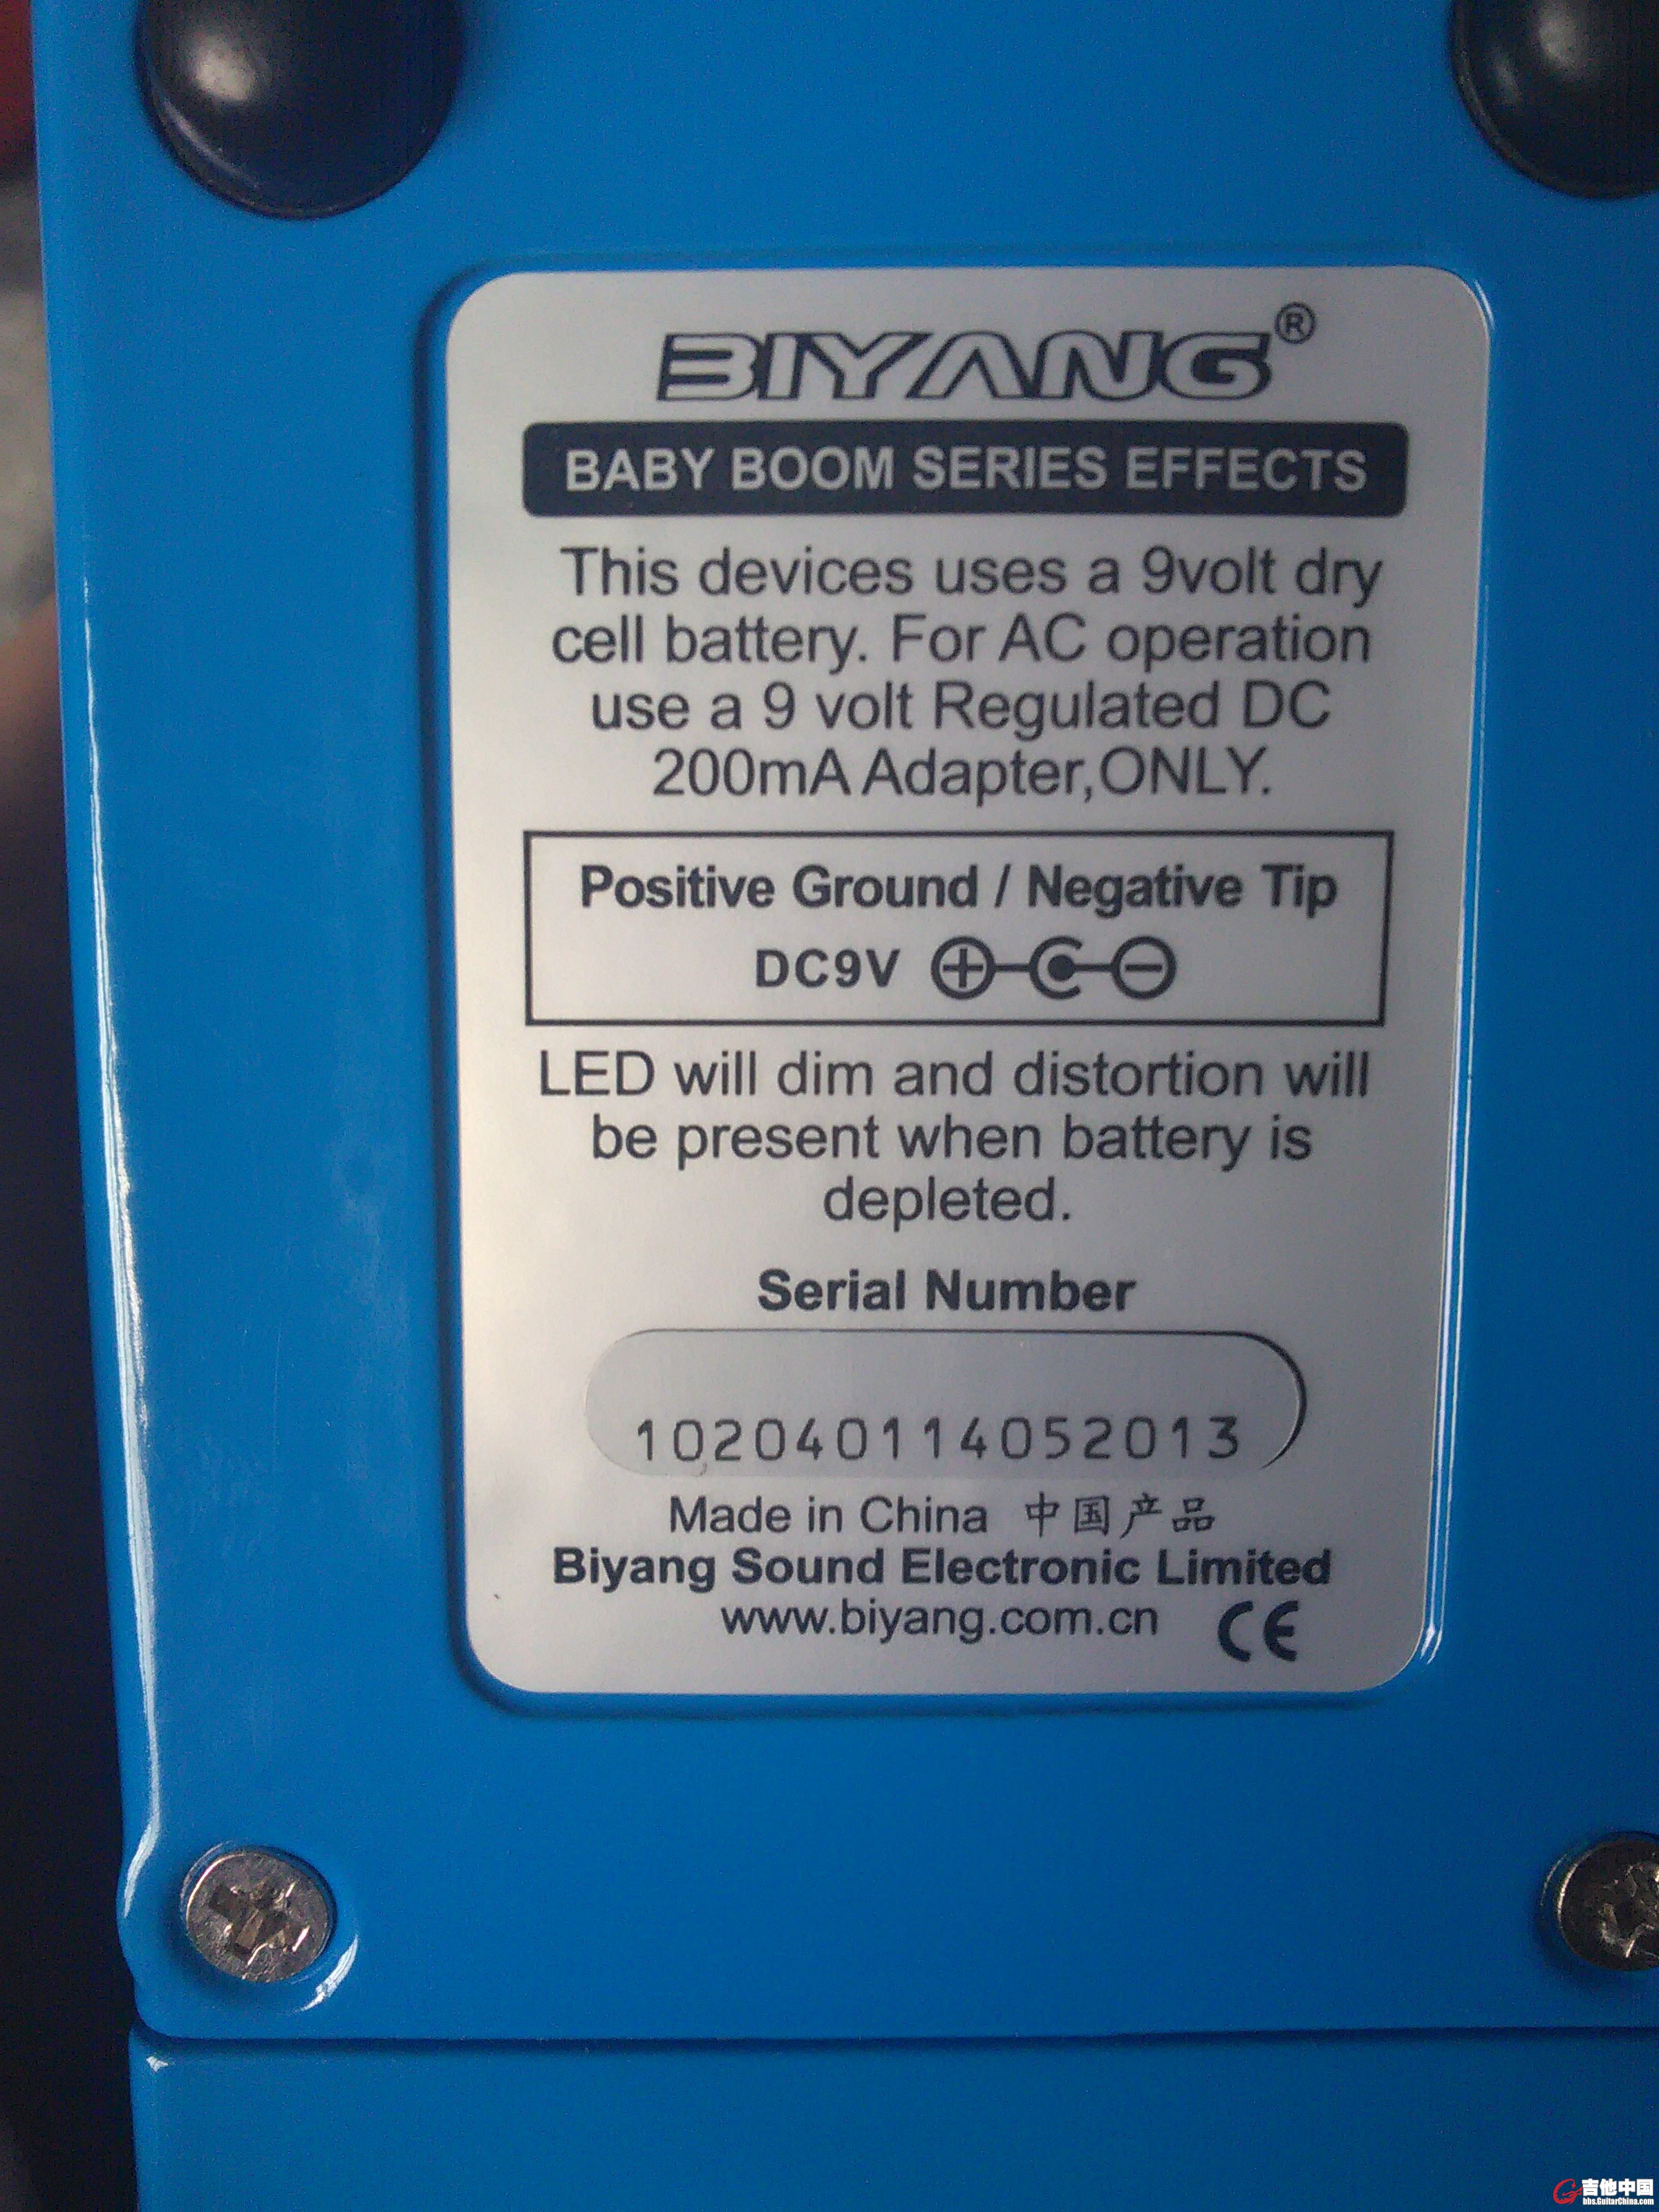 BIYANG®
BABY BOOM SERIES EFFECTS
This devices uses a 9volt dry
cell battery. For AC operation
use a 9 volt Regulated DC
200mA Adapter,ONLY.
Positive Ground / Negative Tip
DC9V
LED will dim and distortion will
be present when battery is
depleted.
Serial Number
102040114052013
Made in China 中国产品
Biyang Sound Electronic Limited
www.biyang.com.cn CE
吉他中国
bbs.GuitarChina.com